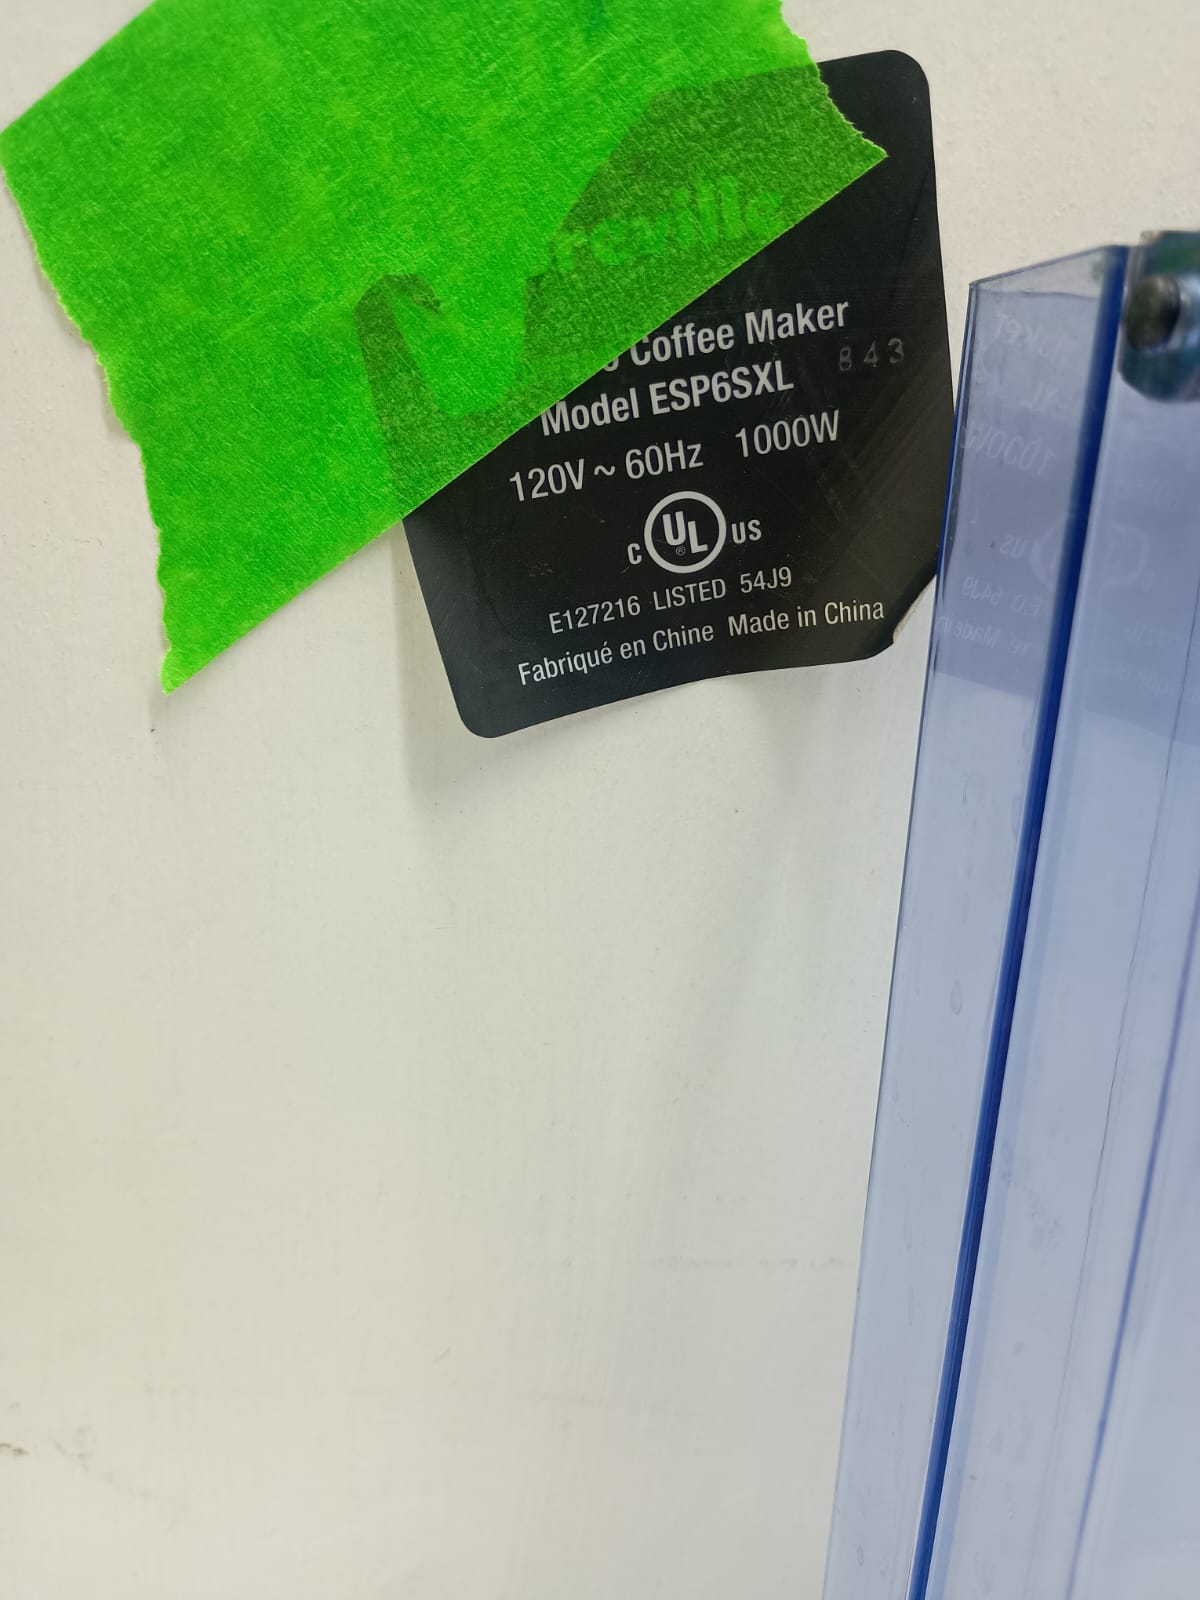 reville
Coffee Maker
Model ESP6SXL 843
120V ~ 60Hz 1000W
C UL ® US
E127216 LISTED 54J9
Fabriqué en Chine Made in China